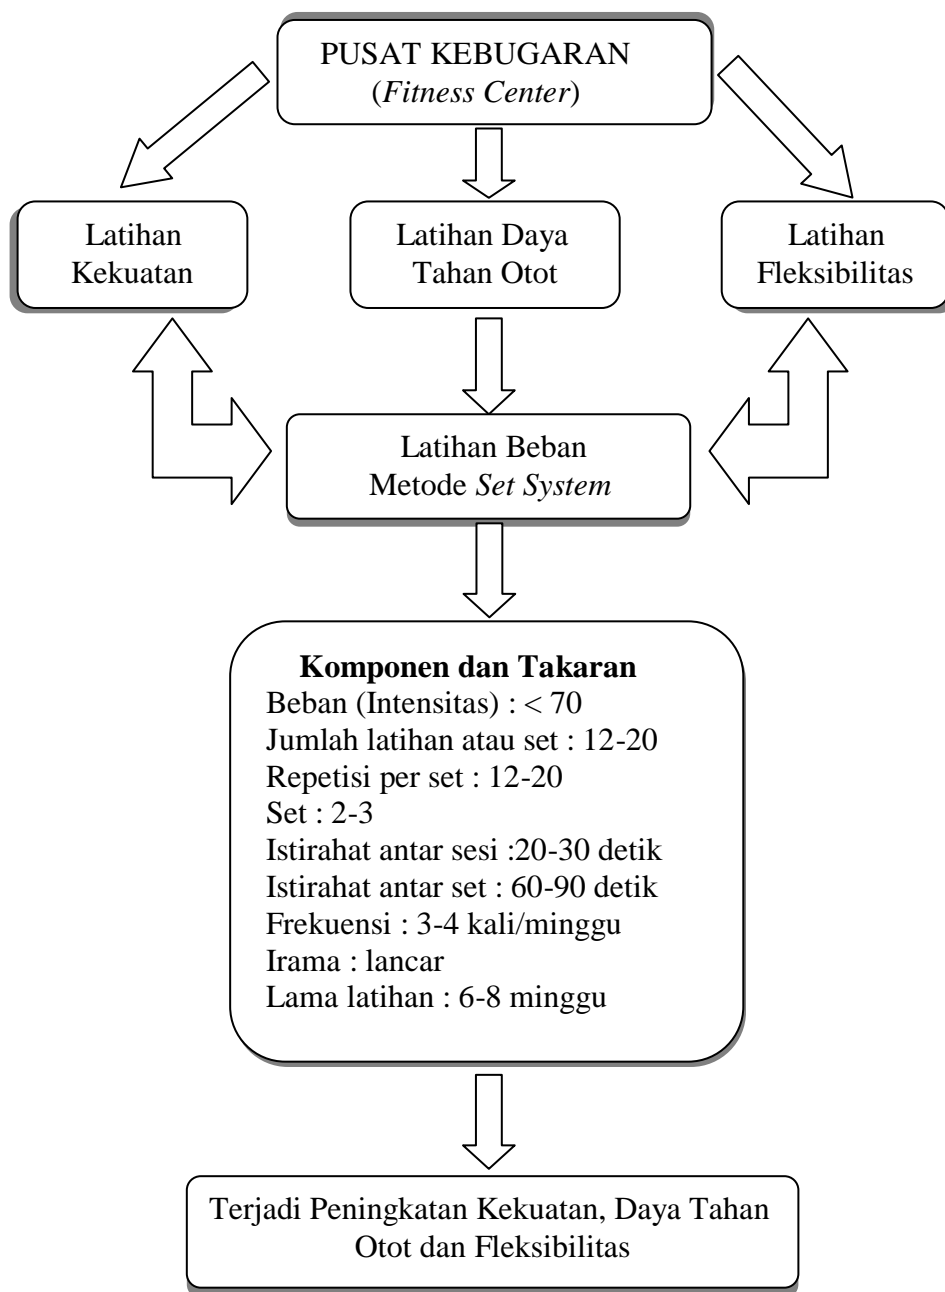 PUSAT KEBUGARAN
(Fitness Center)
Latihan
Kekuatan
Latihan Daya
Tahan Otot
Latihan
Fleksibilitas
Latihan Beban
Metode Set System
Komponen dan Takaran
Beban (Intensitas) : < 70
Jumlah latihan atau set : 12-20
Repetisi per set : 12-20
Set : 2-3
Istirahat antar sesi :20-30 detik
Istirahat antar set : 60-90 detik
Frekuensi : 3-4 kali/minggu
Irama : lancar
Lama latihan : 6-8 minggu
Terjadi Peningkatan Kekuatan, Daya Tahan
Otot dan Fleksibilitas